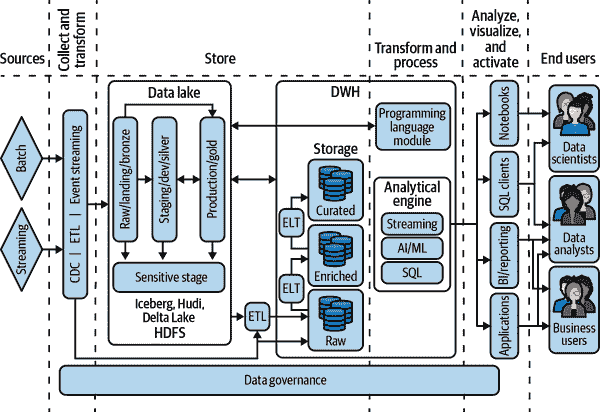 Sources
Collect and
transform
Store
Transform and
process
Analyze,
visualize,
and
activate
End users
Batch
Streaming
CDC | ETL | Event streaming
Data lake
Raw/landing/bronze
Staging/dev/silver
Production/gold
Sensitive stage
Iceberg, Hudi,
Delta Lake
HDFS
ETL
DWH
Storage
Curated
ELT
Enriched
ELT
Raw
Programming
language
module
Analytical
engine
Streaming
AI/ML
SQL
Notebooks
SQL clients
BI/reporting
Applications
Data
scientists
Data
analysts
Business
users
Data governance